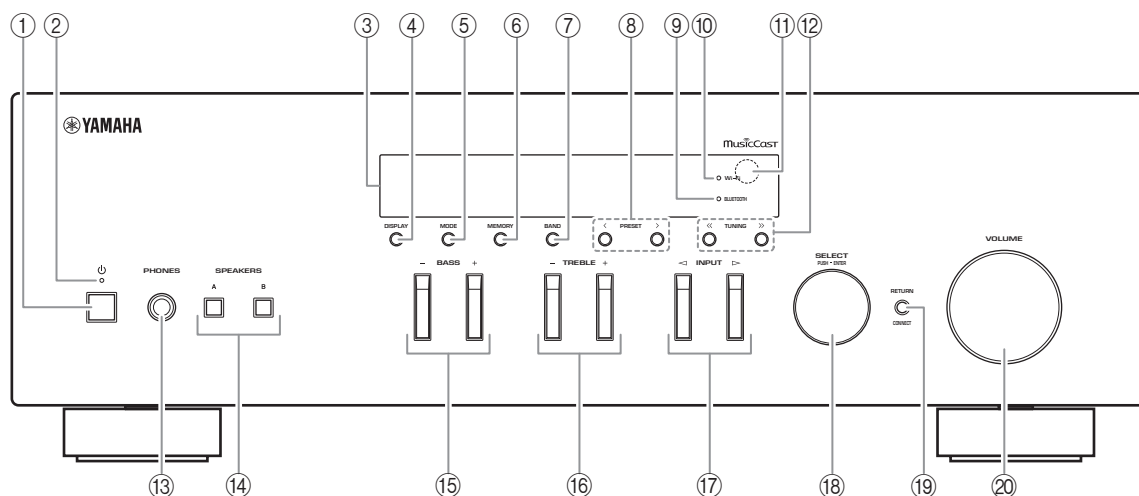 ① ② ③ ④ ⑤ ⑥ ⑦ ⑧ ⑨ ⑩ ⑪ ⑫
YAMAHA
MusicCast
Wi-Fi
BLUETOOTH
DISPLAY MODE MEMORY BAND < PRESET > << TUNING >>
PHONES SPEAKERS
A B
– BASS +
– TREBLE +
◁ INPUT ▷
SELECT
PUSH - ENTER
RETURN
CONNECT
VOLUME
⑬ ⑭ ⑮ ⑯ ⑰ ⑱ ⑲ ⑳